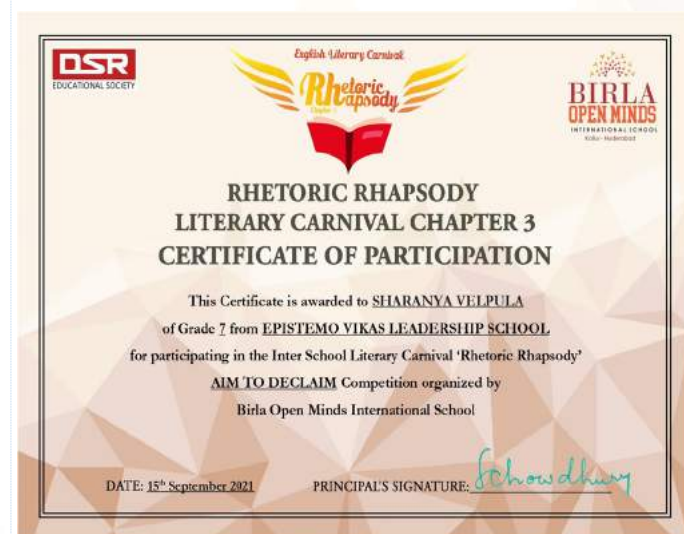 DSR
EDUCATIONAL SOCIETY
English Literary Carnival
Rhetoric
Rhapsody
BIRLA
OPEN MINDS
INTERNATIONAL SCHOOL
Kollur - Hyderabad
RHETORIC RHAPSODY
LITERARY CARNIVAL CHAPTER 3
CERTIFICATE OF PARTICIPATION
This Certificate is awarded to SHARANYA VELPULA
of Grade 7 from EPISTEMO VIKAS LEADERSHIP SCHOOL
for participating in the Inter School Literary Carnival ‘Rhetoric Rhapsody’
AIM TO DECLAIM Competition organized by
Birla Open Minds International School
DATE: 15th September 2021 PRINCIPAL'S SIGNATURE: Schowdhury